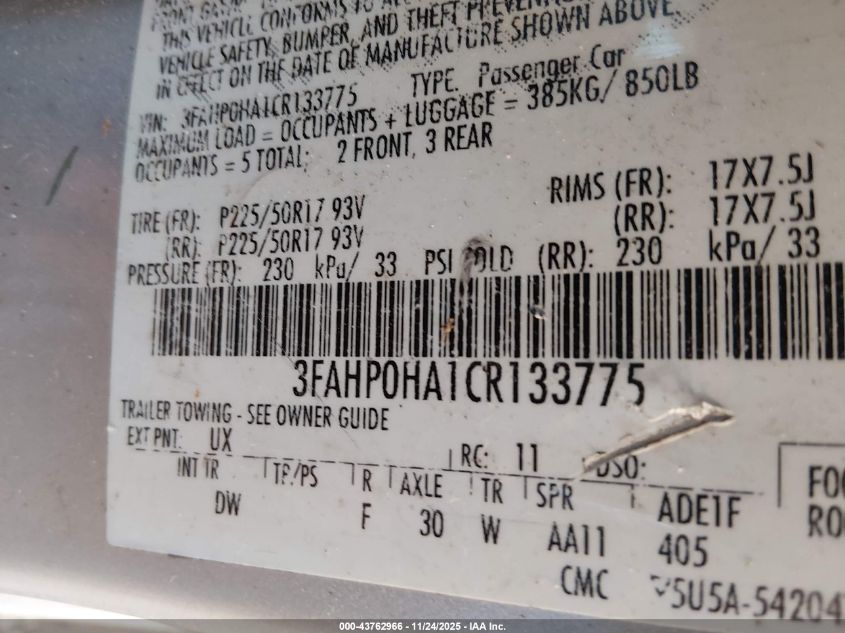 THIS VEHICLE CONFORMS TO
VEHICLE SAFETY, BUMPER, AND THEFT PREVENTION
IN EFFECT ON THE DATE OF MANUFACTURE SHOWN ABOVE.
VIN: 3FAHP0HA1CR133775 TYPE: Passenger Car
MAXIMUM LOAD = OCCUPANTS + LUGGAGE = 385KG/ 850LB
OCCUPANTS = 5 TOTAL; 2 FRONT, 3 REAR
TIRE (FR): P225/50R17 93V RIMS (FR): 17X7.5J
(RR): P225/50R17 93V (RR): 17X7.5J
PRESSURE (FR): 230 kPa/ 33 PSI COLD (RR): 230 kPa/ 33
3FAHP0HA1CR133775
TRAILER TOWING - SEE OWNER GUIDE
EXT PNT: UX RC: 11 DSO:
INT TR TP/PS R AXLE TR SPR ADE1F
DW F 30 W AA11 405
CMC 5U5A-54204
FO
RO
000-43762966 - 11/24/2025 - IAA Inc.